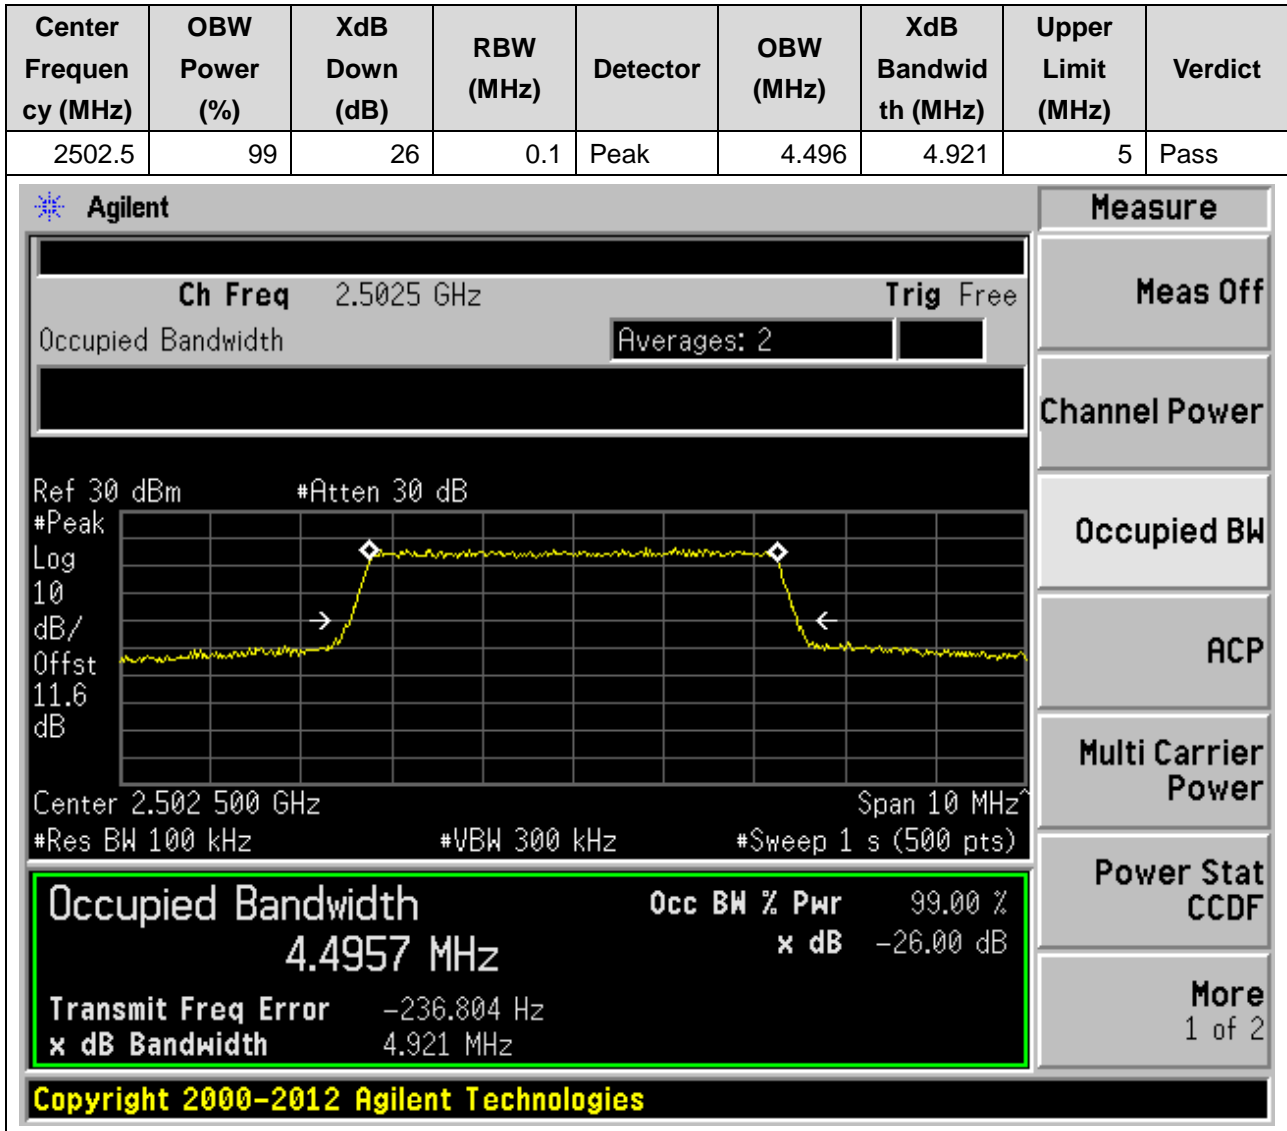 Center Frequen cy (MHz) OBW Power (%) XdB Down (dB) RBW (MHz) Detector OBW (MHz) XdB Bandwid th (MHz) Upper Limit (MHz) Verdict
2502.5 99 26 0.1 Peak 4.496 4.921 5 Pass
Agilent
Ch Freq 2.5025 GHz Trig Free
Occupied Bandwidth Averages: 2
Ref 30 dBm #Atten 30 dB
#Peak
Log
10
dB/
Offst
11.6
dB
Center 2.502 500 GHz Span 10 MHz^
#Res BW 100 kHz #VBW 300 kHz #Sweep 1 s (500 pts)
Occupied Bandwidth Occ BW % Pwr 99.00 %
4.4957 MHz x dB -26.00 dB
Transmit Freq Error -236.804 Hz
x dB Bandwidth 4.921 MHz
Copyright 2000-2012 Agilent Technologies
Measure
Meas Off
Channel Power
Occupied BW
ACP
Multi Carrier
Power
Power Stat
CCDF
More
1 of 2